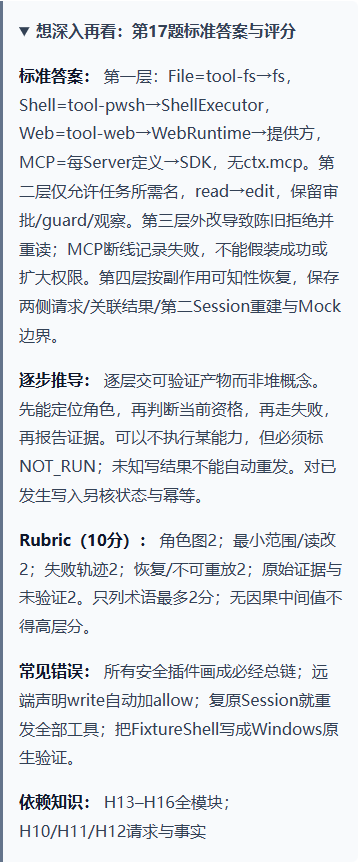 ▼ 想深入再看：第17题标准答案与评分
标准答案： 第一层：File=tool-fs→fs，
Shell=tool-pwsh→ShellExecutor，
Web=tool-web→WebRuntime→提供方，
MCP=每Server定义→SDK，无ctx.mcp。第
二层仅允许任务所需名，read→edit，保留审
批/guard/观察。第三层外改导致陈旧拒绝并
重读；MCP断线记录失败，不能假装成功或
扩大权限。第四层按副作用可知性恢复，保存
两侧请求/关联结果/第二Session重建与Mock
边界。
逐步推导： 逐层交可验证产物而非堆概念。
先能定位角色，再判断当前资格，再走失败，
再报告证据。可以不执行某能力，但必须标
NOT_RUN；未知写结果不能自动重发。对已
发生写入另核状态与幂等。
Rubric（10分）： 角色图2；最小范围/读改
2；失败轨迹2；恢复/不可重放2；原始证据与
未验证2。只列术语最多2分；无因果中间值不
得高层分。
常见错误： 所有安全插件画成必经总链；远
端声明write自动加allow；复原Session就重
发全部工具；把FixtureShell写成Windows原
生验证。
依赖知识： H13–H16全模块；
H10/H11/H12请求与事实